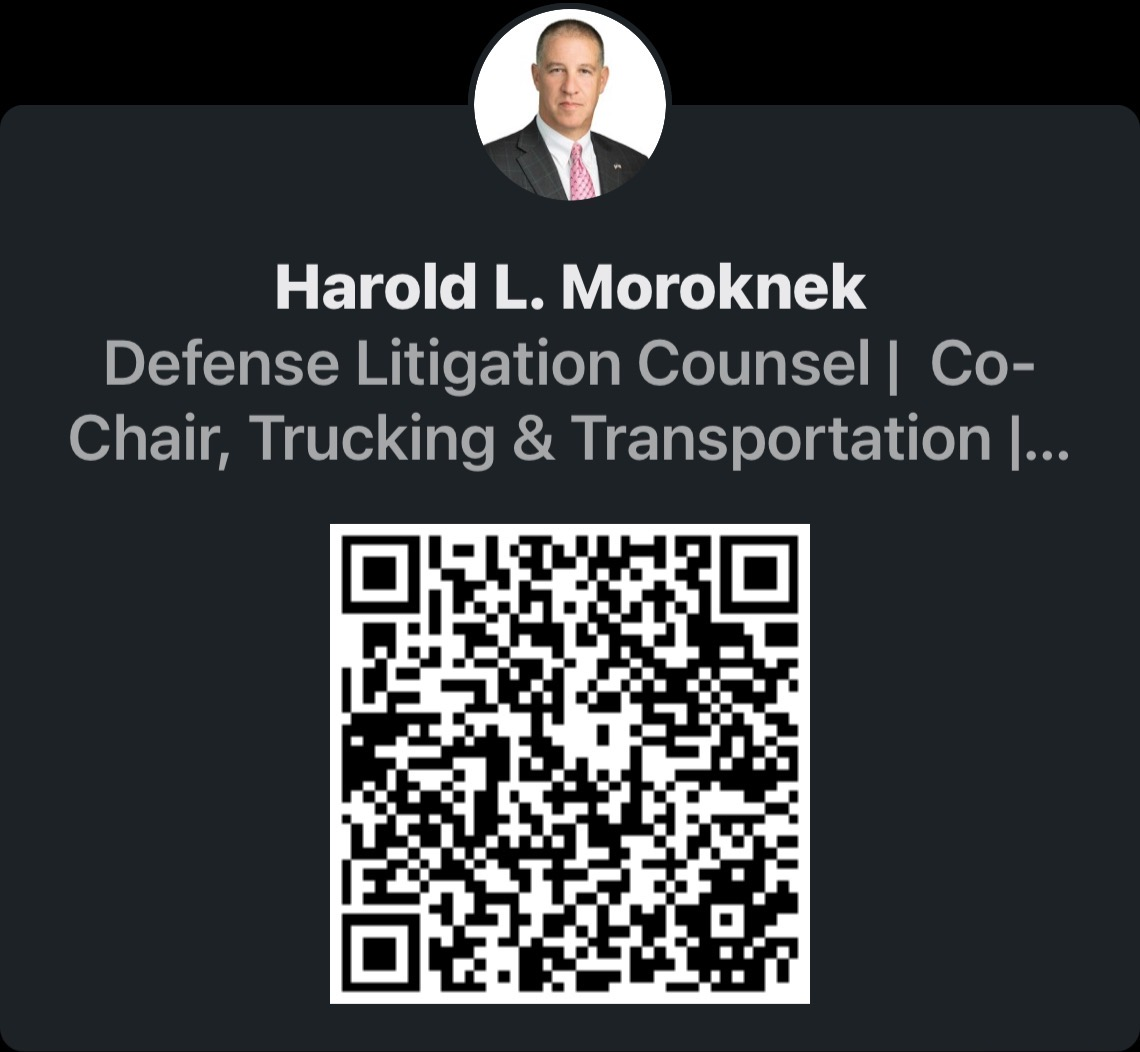 Harold L. Moroknek
Defense Litigation Counsel |  Co-
Chair, Trucking & Transportation |...